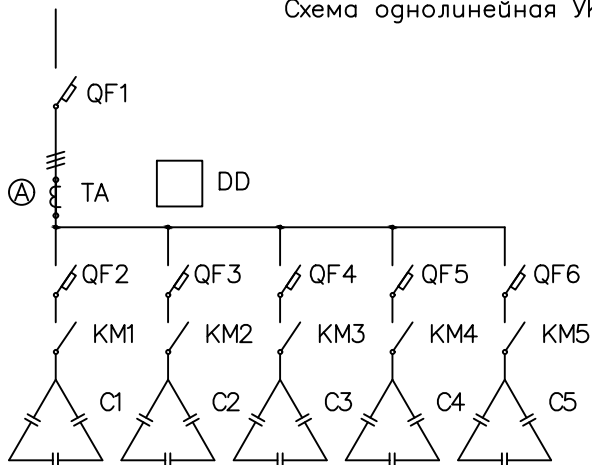 Схема однолинейная УК
QF1
A
TA
DD
QF2 QF3 QF4 QF5 QF6
KM1 KM2 KM3 KM4 KM5
C1 C2 C3 C4 C5